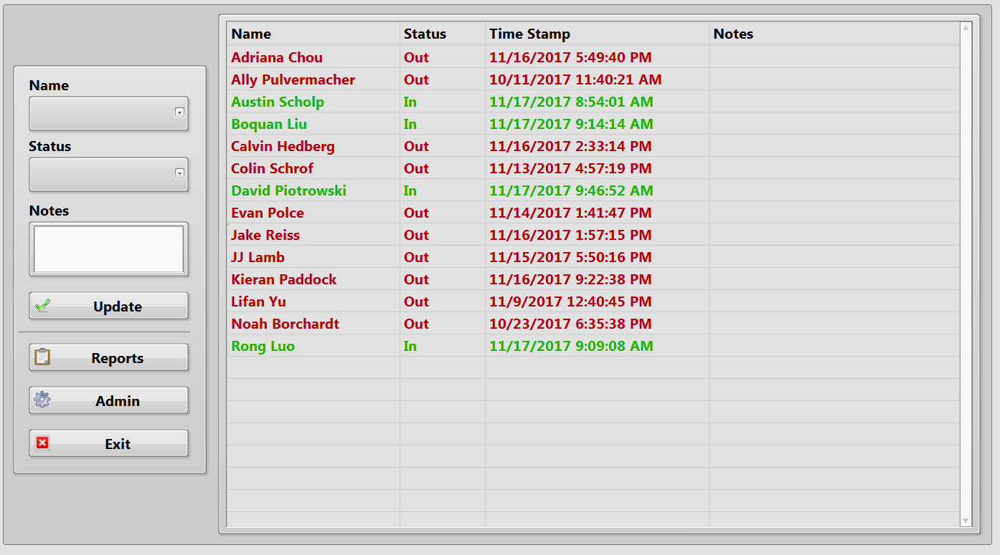 Name
Status
Notes
Update
Reports
Admin
Exit
Name Status Time Stamp Notes
Adriana Chou Out 11/16/2017 5:49:40 PM
Ally Pulvermacher Out 10/11/2017 11:40:21 AM
Austin Scholp In 11/17/2017 8:54:01 AM
Boquan Liu In 11/17/2017 9:14:14 AM
Calvin Hedberg Out 11/16/2017 2:33:14 PM
Colin Schrof Out 11/13/2017 4:57:19 PM
David Piotrowski In 11/17/2017 9:46:52 AM
Evan Polce Out 11/14/2017 1:41:47 PM
Jake Reiss Out 11/16/2017 1:57:15 PM
JJ Lamb Out 11/15/2017 5:50:16 PM
Kieran Paddock Out 11/16/2017 9:22:38 PM
Lifan Yu Out 11/9/2017 12:40:45 PM
Noah Borchardt Out 10/23/2017 6:35:38 PM
Rong Luo In 11/17/2017 9:09:08 AM